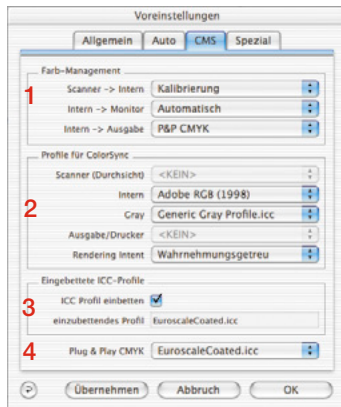 Voreinstellungen
Allgemein Auto CMS Spezial
Farb-Management
1
Scanner -> Intern Kalibrierung
Intern -> Monitor Automatisch
Intern -> Ausgabe P&P CMYK
Profile für ColorSync
Scanner (Durchsicht) <KEIN>
2
Intern Adobe RGB (1998)
Gray Generic Gray Profile.icc
Ausgabe/Drucker <KEIN>
Rendering Intent Wahrnehmungsgetreu
Eingebettete ICC-Profile
3
ICC Profil einbetten
einzubettendes Profil EuroscaleCoated.icc
4 Plug & Play CMYK EuroscaleCoated.icc
Übernehmen Abbruch OK